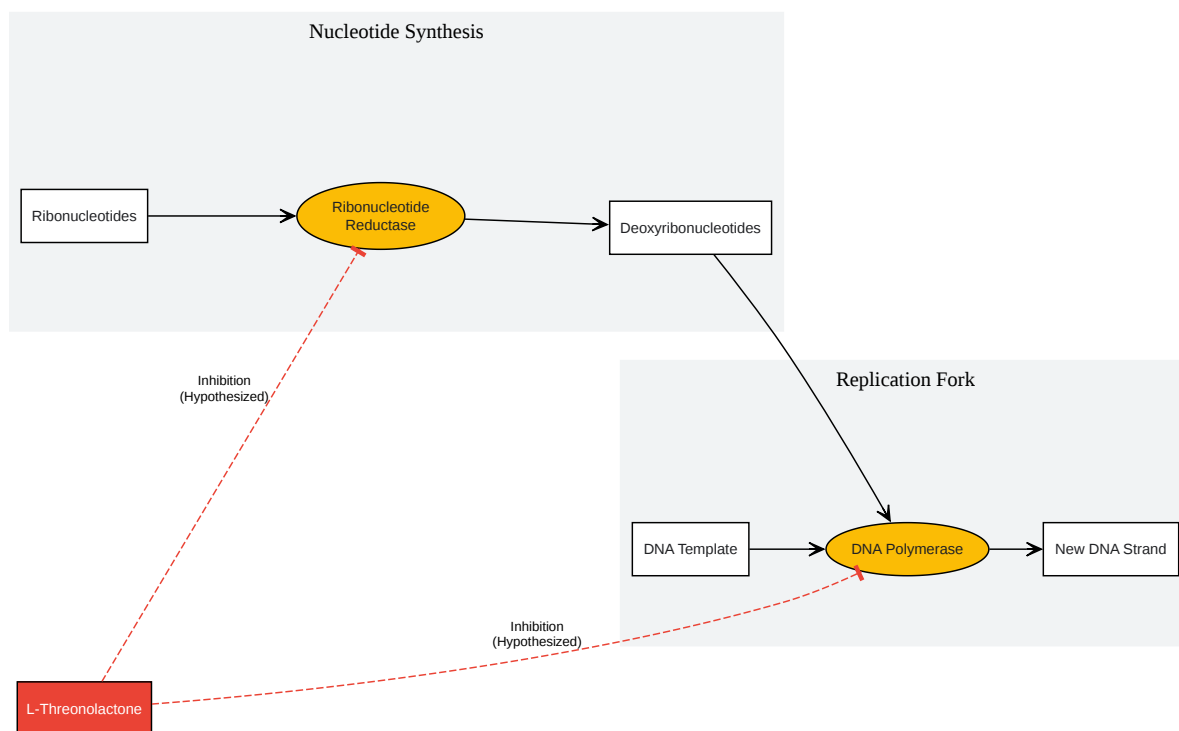 Nucleotide Synthesis
Ribonucleotides
Ribonucleotide
Reductase
Deoxyribonucleotides
Inhibition
(Hypothesized)
Replication Fork
DNA Template
DNA Polymerase
New DNA Strand
Inhibition
(Hypothesized)
L-Threonolactone